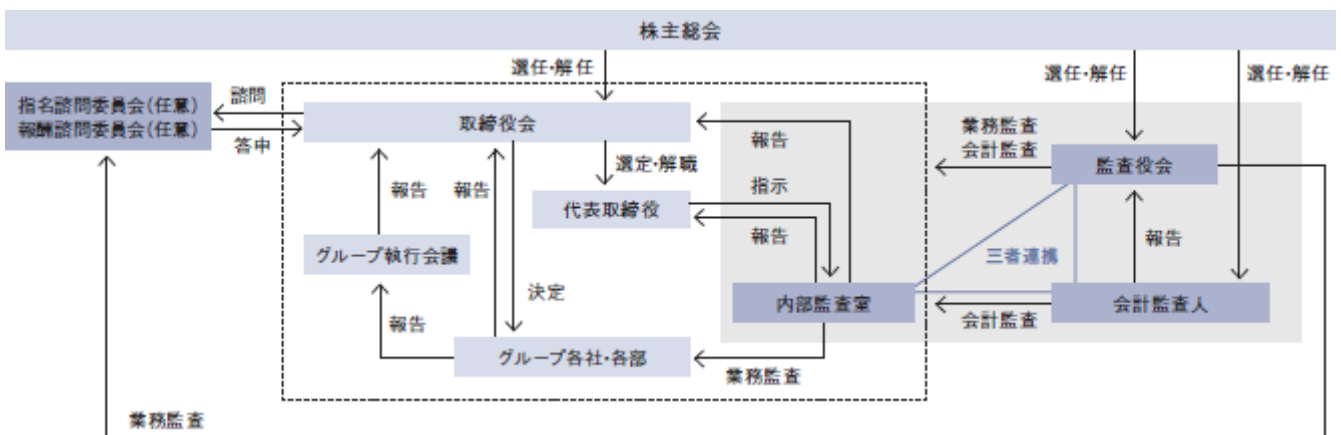 株主総会
選任・解任
選任・解任
選任・解任
指名諮問委員会(任意)
報酬諮問委員会(任意)
諮問
答申
取締役会
報告
業務監査
会計監査
監査役会
報告
報告
選定・解職
指示
代表取締役
報告
報告
グループ執行会議
三者連携
決定
内部監査室
会計監査人
報告
会計監査
グループ各社・各部
業務監査
業務監査